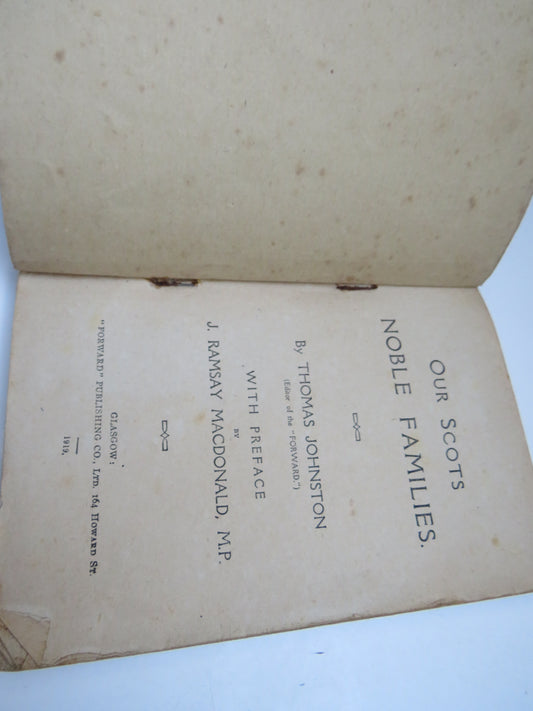 OUR SCOTS
NOBLE FAMILIES.
By THOMAS JOHNSTON
(Editor of the "FORWARD.")
WITH PREFACE
BY
J. RAMSAY MACDONALD, M.P.
GLASGOW:
"FORWARD" PUBLISHING CO., LTD. 164 HOWARD ST.
1919.